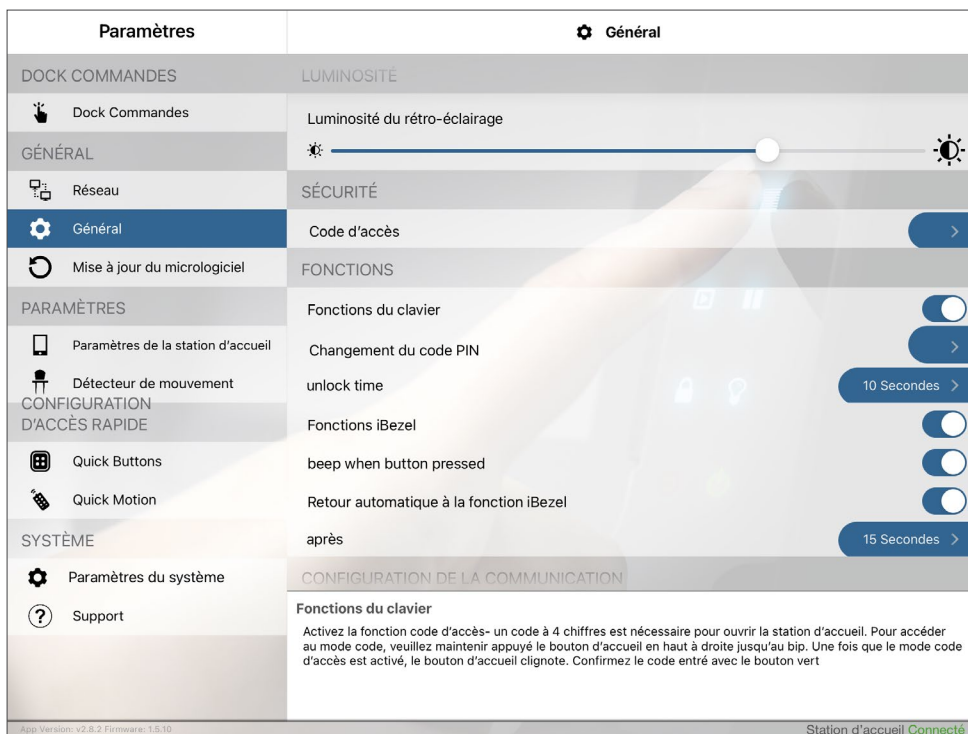 Paramètres
Général
DOCK COMMANDES
Dock Commandes
GÉNÉRAL
Réseau
Général
Mise à jour du micrologiciel
PARAMÈTRES
Paramètres de la station d'accueil
Détecteur de mouvement
CONFIGURATION
D'ACCÈS RAPIDE
Quick Buttons
Quick Motion
SYSTÈME
Paramètres du système
Support
LUMINOSITÉ
Luminosité du rétro-éclairage
SÉCURITÉ
Code d'accès
FONCTIONS
Fonctions du clavier
Changement du code PIN
unlock time
10 Secondes
Fonctions iBezel
beep when button pressed
Retour automatique à la fonction iBezel
après
15 Secondes
CONFIGURATION DE LA COMMUNICATION
Fonctions du clavier
Activez la fonction code d'accès- un code à 4 chiffres est nécessaire pour ouvrir la station d'accueil. Pour accéder
au mode code, veuillez maintenir appuyé le bouton d'accueil en haut à droite jusqu'au bip. Une fois que le mode code
d'accès est activé, le bouton d'accueil clignote. Confirmez le code entré avec le bouton vert
App Version: v2.8.2 Firmware: 1.5.10
Station d'accueil Connecté